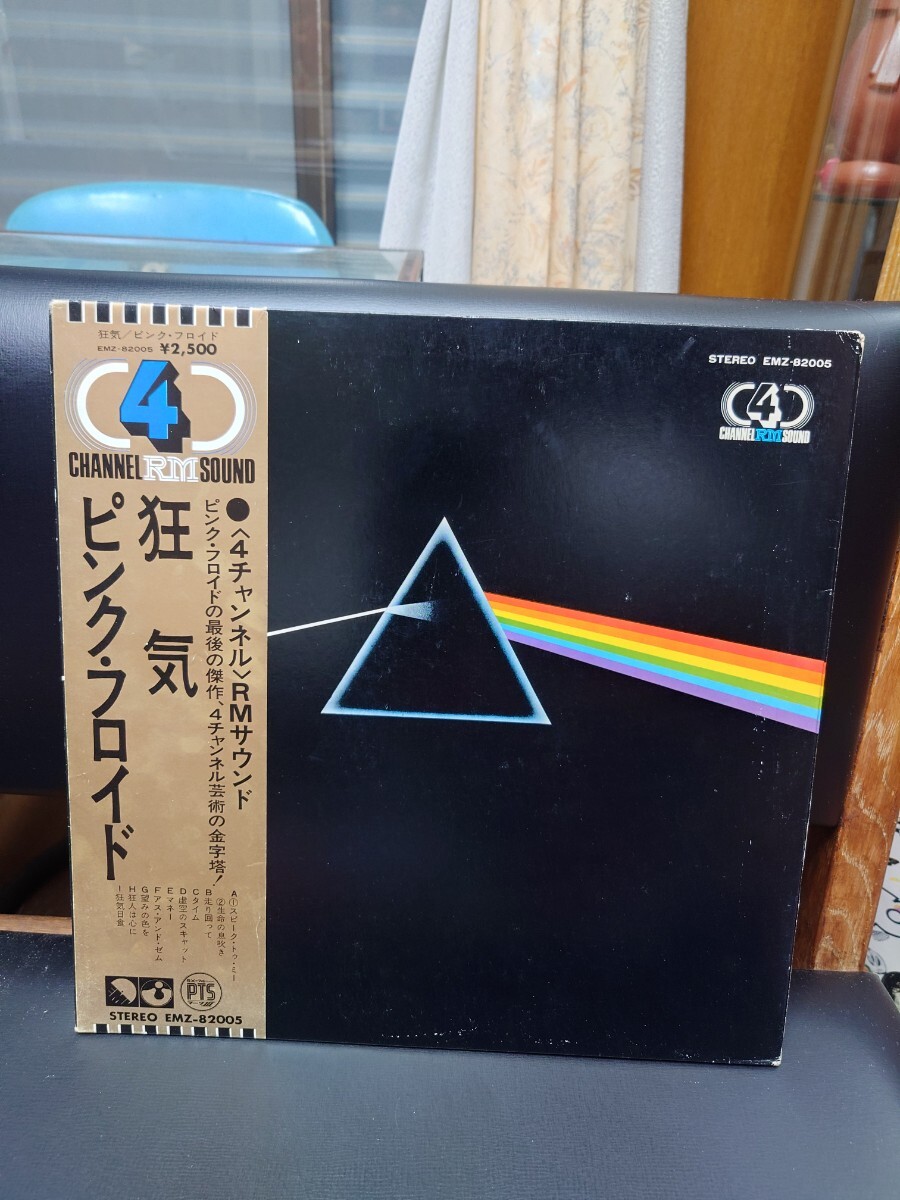 狂気/ピンク・フロイド
EMZ-82005 ¥2,500
4
CHANNEL RM SOUND
●〈4チャンネル〉RMサウンド
ピンク・フロイドの最後の傑作、4チャンネル芸術の金字塔!
狂気
ピンク・フロイド
A①スピーク・トゥ・ミー
②生命の息吹き
B走り回って
Cタイム
D虚空のスキャット
Eマネー
Fアス・アンド・ゼム
G望みの色を
H狂人は心に
I狂気日食
PTS
STEREO EMZ-82005
STEREO EMZ-82005
4
CHANNEL RM SOUND